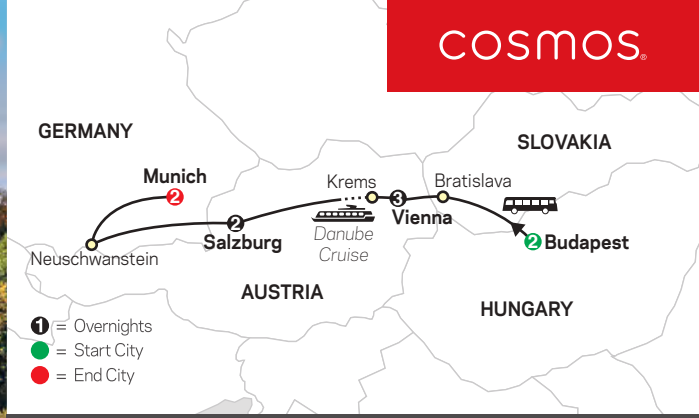 COSMOS®
GERMANY
SLOVAKIA
Munich
2
Krems
Bratislava
3
Vienna
2
Salzburg
Danube
Cruise
2 Budapest
Neuschwanstein
AUSTRIA
HUNGARY
1 = Overnights
= Start City
= End City